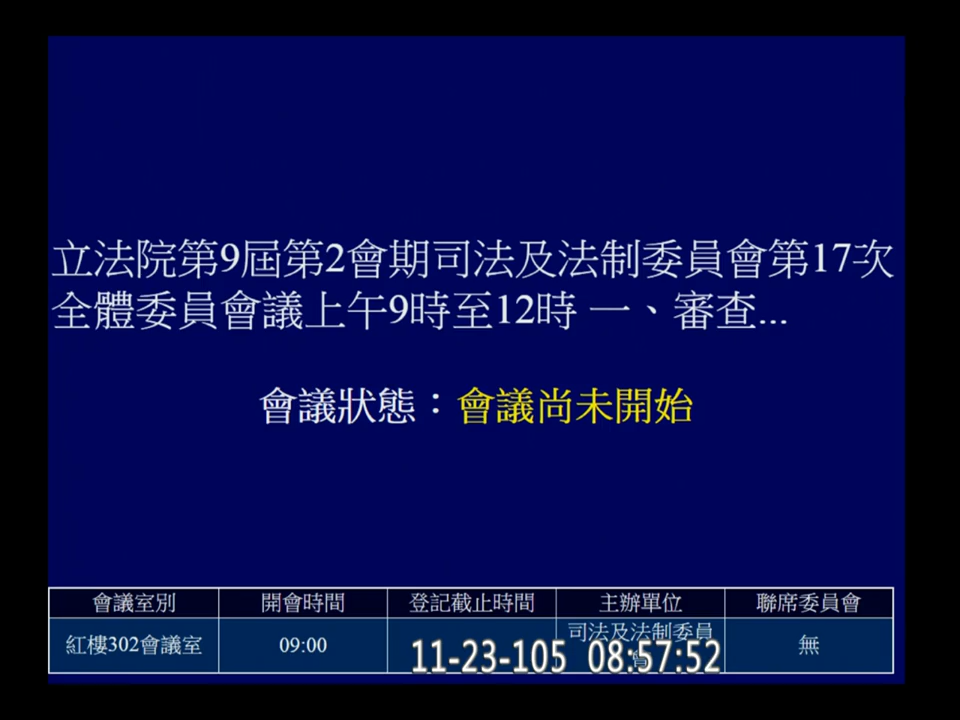 立法院第9屆第2會期司法及法制委員會第17次
全體委員會議上午9時至12時 一、審查...
會議狀態：會議尚未開始
會議室別 開會時間 登記截止時間 主辦單位 聯席委員會
紅樓302會議室 09:00 司法及法制委員會 無
11-23-105 08:57:52